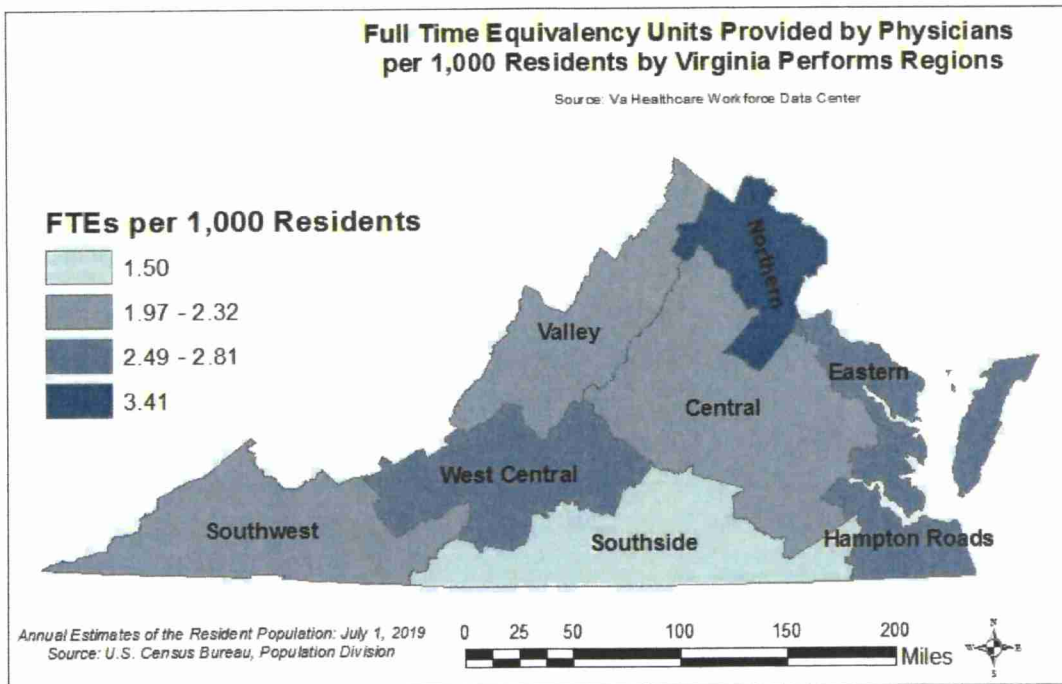 Full Time Equivalency Units Provided by Physicians
per 1,000 Residents by Virginia Performs Regions
Source: Va Healthcare Workforce Data Center
FTEs per 1,000 Residents
1.50
1.97 - 2.32
2.49 - 2.81
3.41
Northern
Valley
Eastern
Central
West Central
Southwest
Southside
Hampton Roads
Annual Estimates of the Resident Population: July 1, 2019
Source: U.S. Census Bureau, Population Division
0 25 50 100 150 200
Miles
N
W E
S